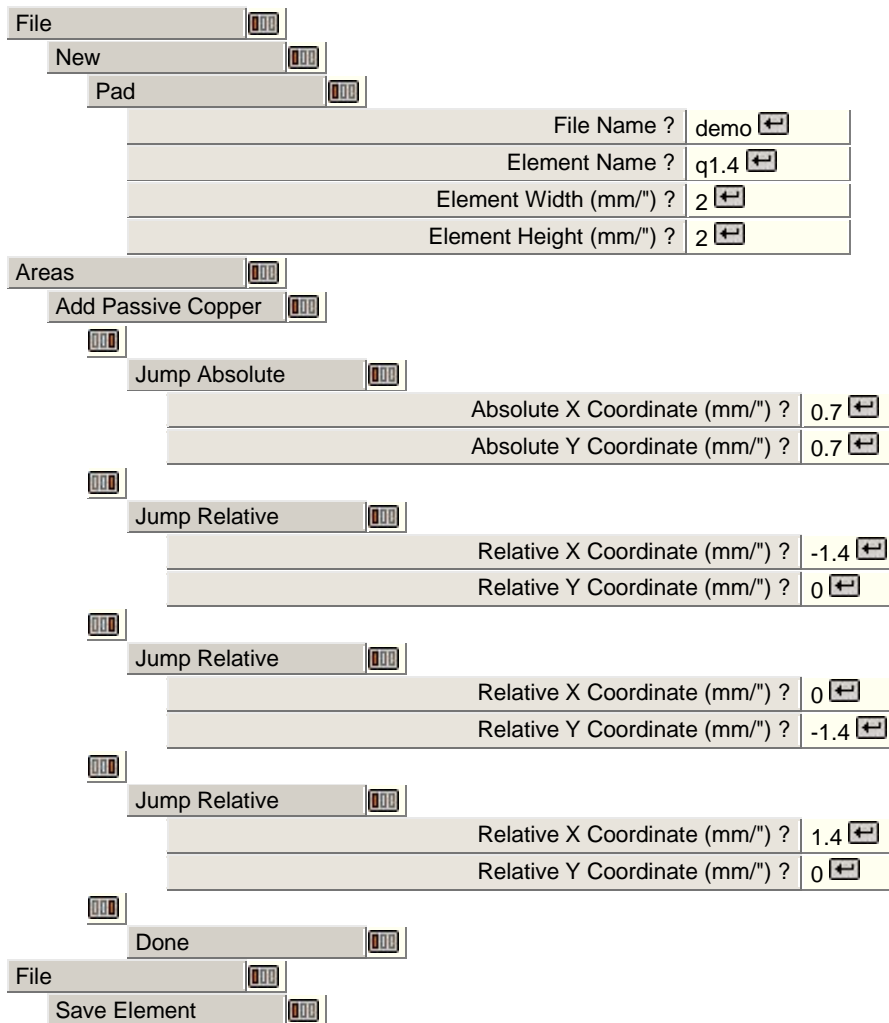 File
New
Pad
File Name ? demo
Element Name ? q1.4
Element Width (mm/") ? 2
Element Height (mm/") ? 2
Areas
Add Passive Copper
Jump Absolute
Absolute X Coordinate (mm/") ? 0.7
Absolute Y Coordinate (mm/") ? 0.7
Jump Relative
Relative X Coordinate (mm/") ? -1.4
Relative Y Coordinate (mm/") ? 0
Jump Relative
Relative X Coordinate (mm/") ? 0
Relative Y Coordinate (mm/") ? -1.4
Jump Relative
Relative X Coordinate (mm/") ? 1.4
Relative Y Coordinate (mm/") ? 0
Done
File
Save Element